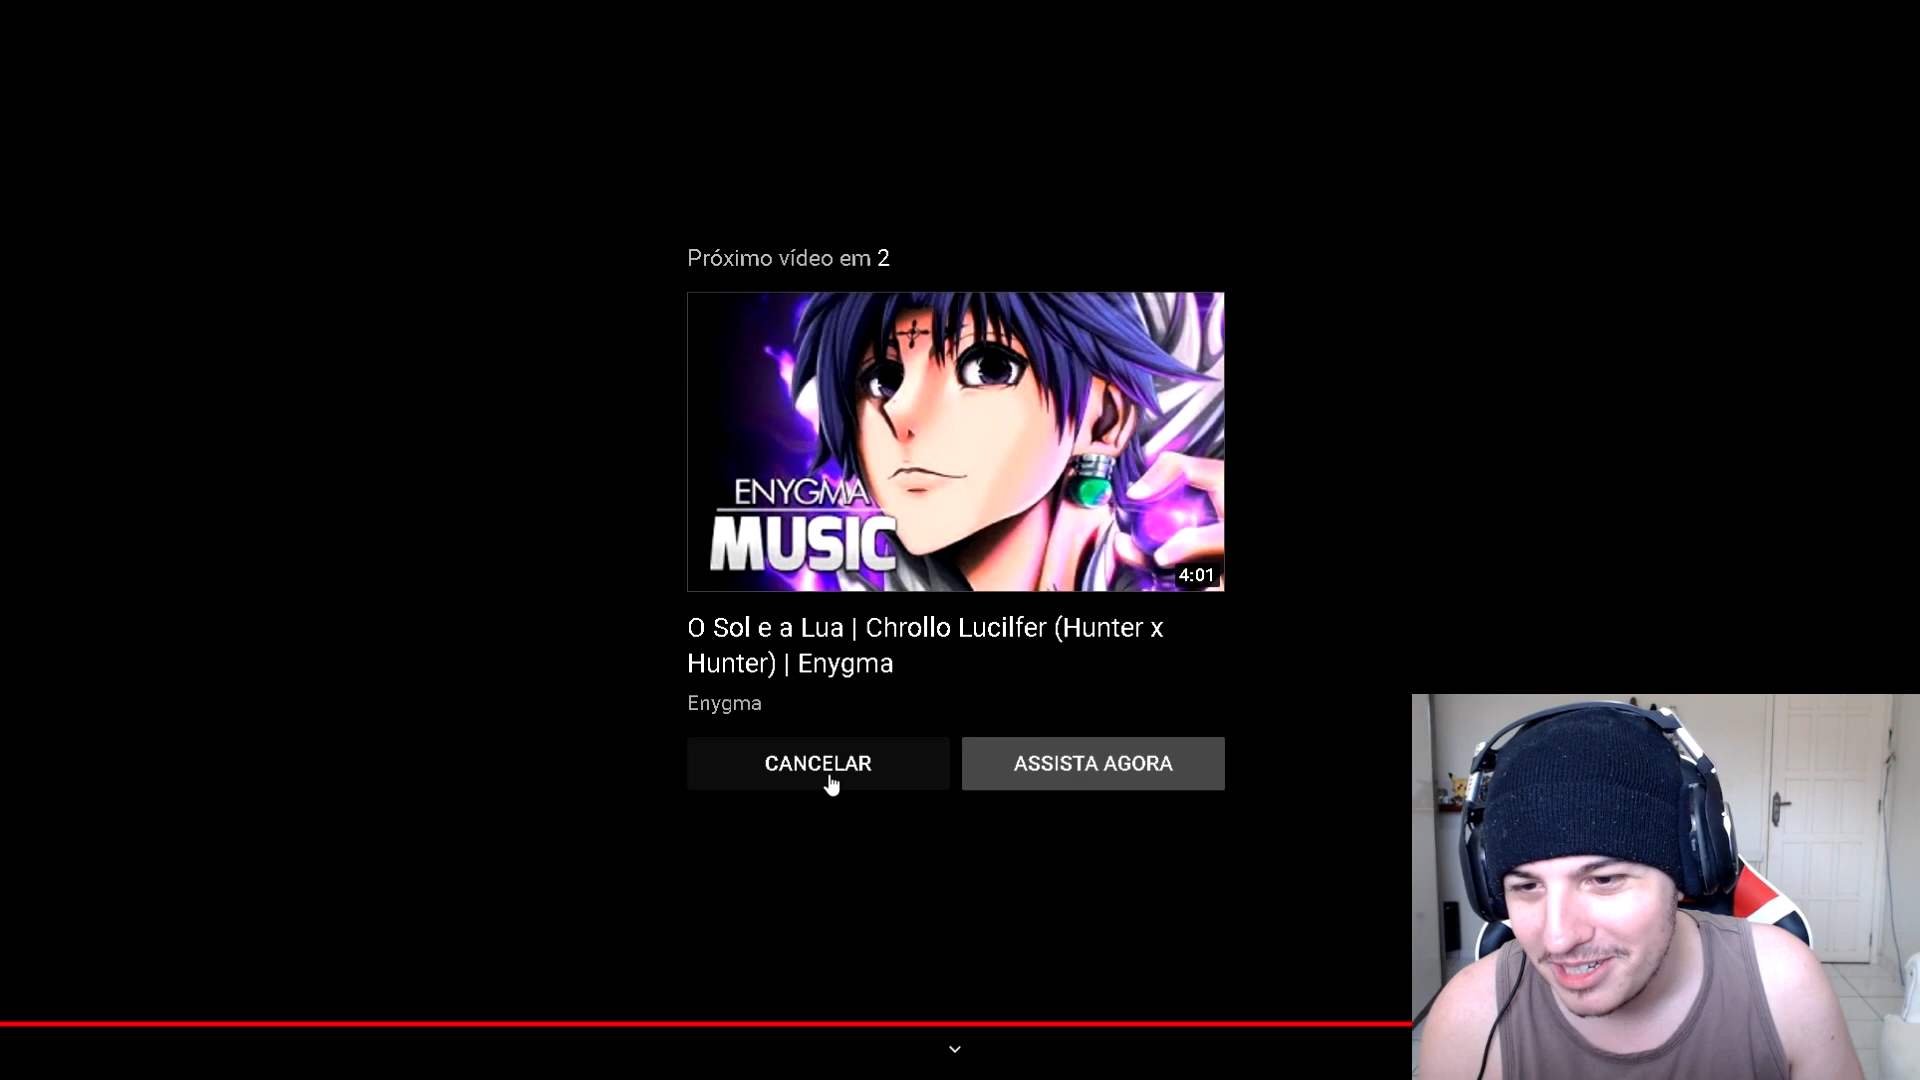 Próximo vídeo em 2
ENYGMA
MUSIC
4:01
O Sol e a Lua | Chrollo Lucilfer (Hunter x
Hunter) | Enygma
Enygma
CANCELAR
ASSISTA AGORA